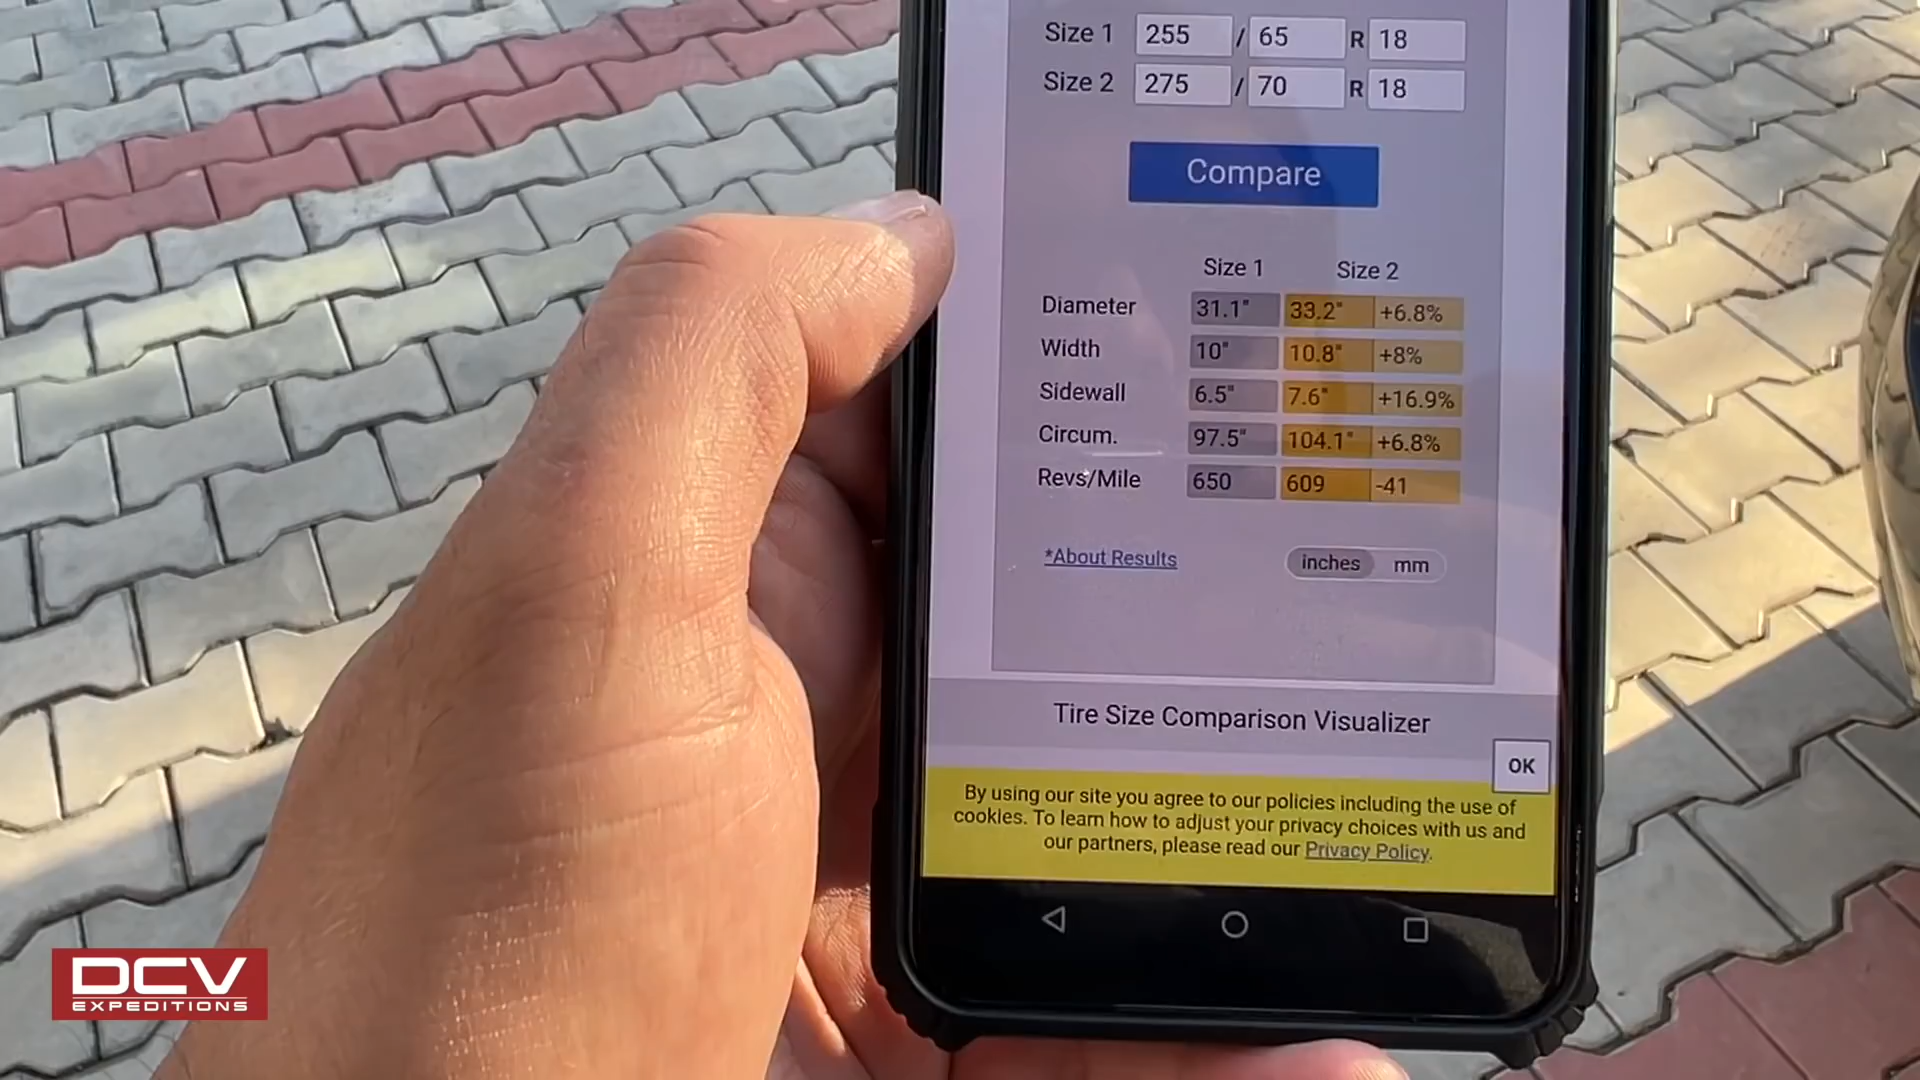 Size 1 255 / 65 R 18
Size 2 275 / 70 R 18
Compare
Size 1 Size 2
Diameter 31.1" 33.2" +6.8%
Width 10" 10.8" +8%
Sidewall 6.5" 7.6" +16.9%
Circum. 97.5" 104.1" +6.8%
Revs/Mile 650 609 -41
*About Results inches mm
Tire Size Comparison Visualizer
OK
By using our site you agree to our policies including the use of
cookies. To learn how to adjust your privacy choices with us and
our partners, please read our Privacy Policy.
DCV
EXPEDITIONS